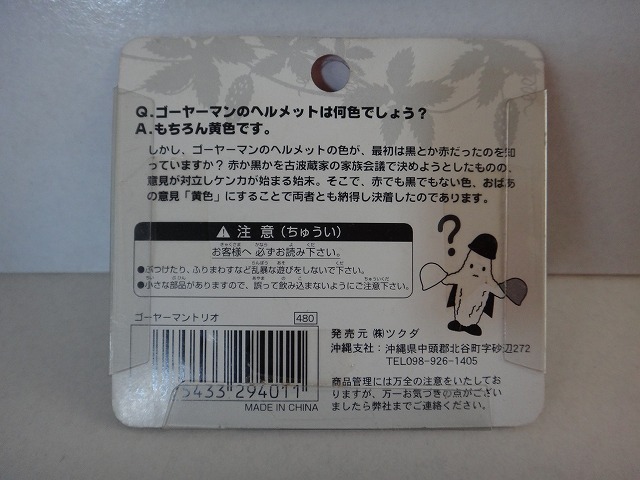 Q.ゴーヤーマンのヘルメットは何色でしょう？
A.もちろん黄色です。
しかし、ゴーヤーマンのヘルメットの色が、最初は黒とか赤だったのを知
っていますか？赤か黒かを古波蔵家の家族会議で決めようとしたものの、
意見が対立しケンカが始まる始末。そこで、赤でも黒でもない色、おばぁ
の意見「黄色」にすることで両者とも納得し決着したのであります。
注 意（ちゅうい）
お客様へ 必ずお読み下さい。
●ぶつけたり、ふりまわすなど乱暴な遊びをしないで下さい。
●小さな部品がありますので、誤って飲み込まないようにご注意下さい。
?
ゴーヤーマントリオ 480
5433 294011
MADE IN CHINA
発売元 ㈱ツクダ
沖縄支社：沖縄県中頭郡北谷町字砂辺272
TEL098-926-1405
商品管理には万全の注意をいたしてお
りますが、万一お気づきの点がござい
ましたら弊社までご連絡ください。